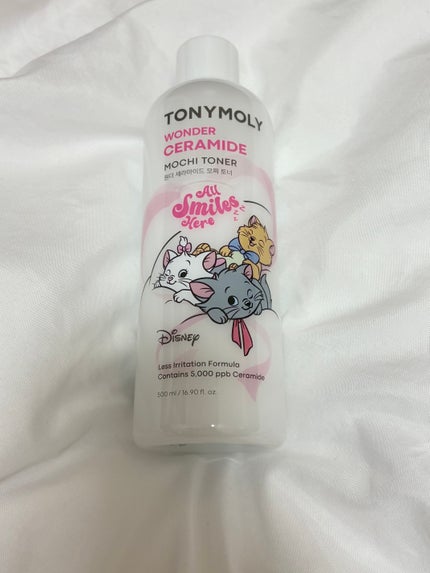 TONYMOLY
WONDER
CERAMIDE
MOCHI TONER
원더 세라마이드 모찌 토너
All
Smiles
Here
z z z
Disney
Less Irritation Formula
Contains 5,000 ppb Ceramide
500 ml / 16.90 fl. oz.